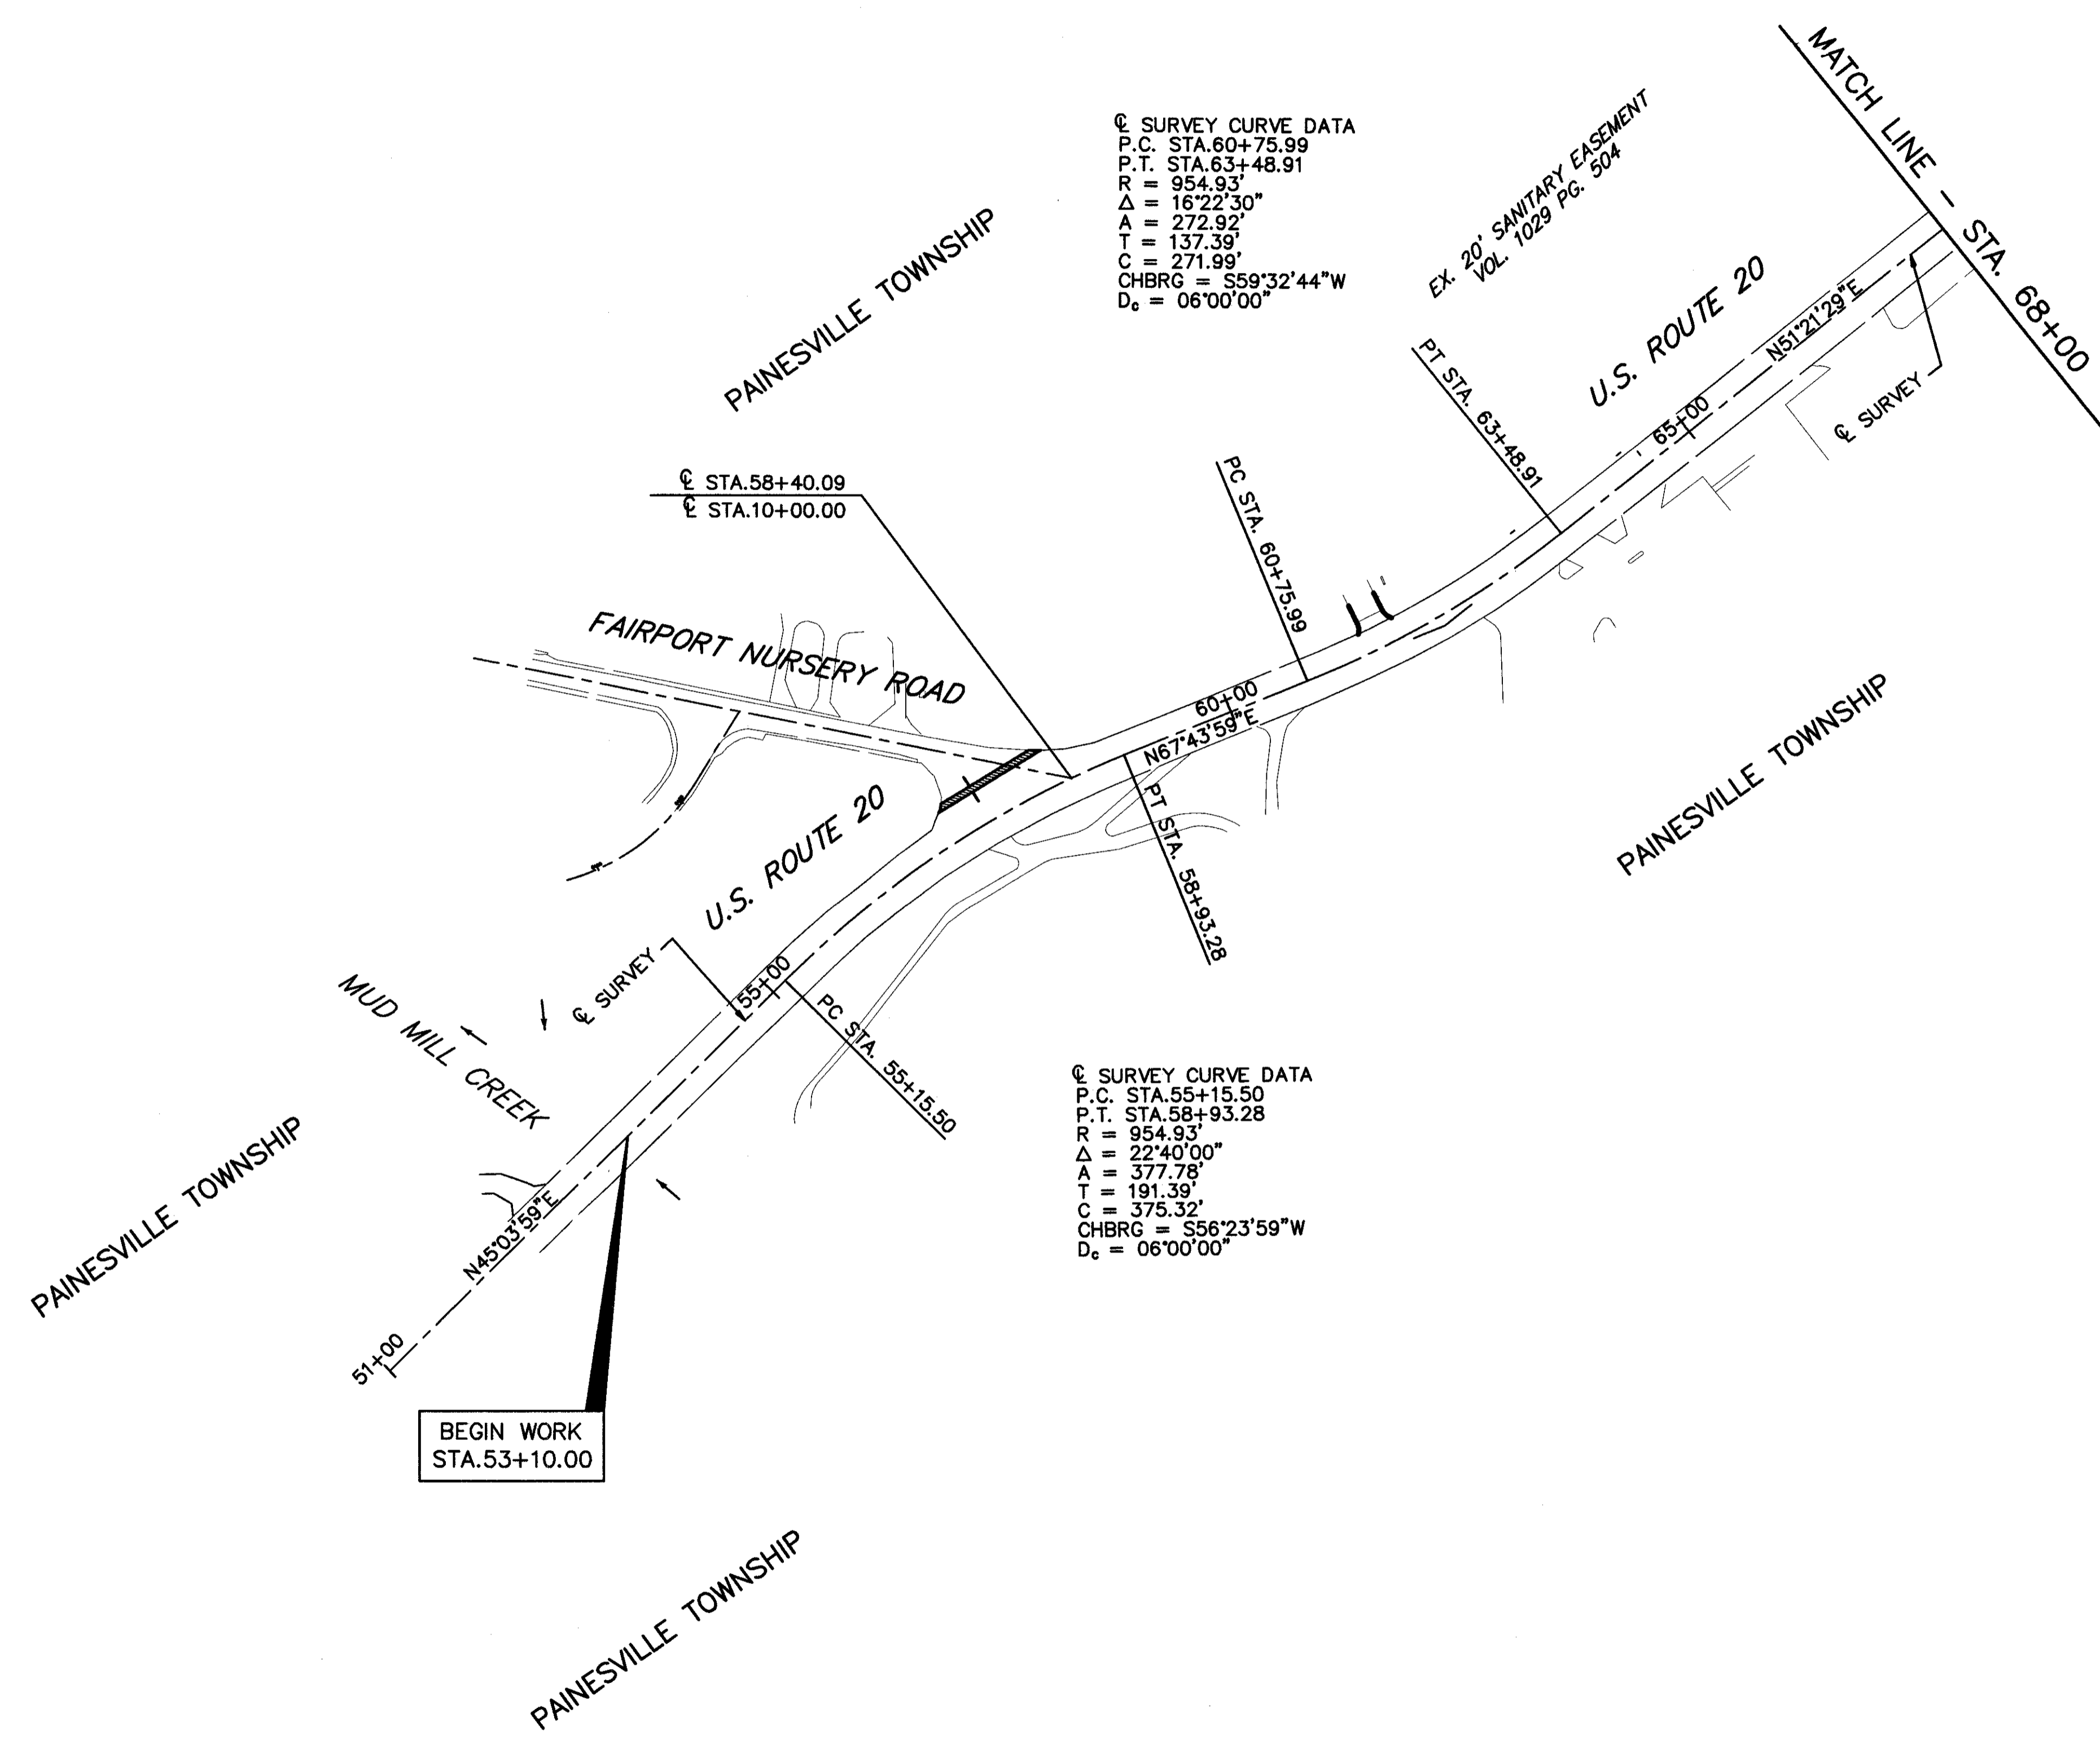 MATCH LINE - STA. 68+00
℄ SURVEY CURVE DATA
P.C. STA.60+75.99
P.T. STA.63+48.91
R = 954.93'
Δ = 16°22'30"
A = 272.92'
T = 137.39'
C = 271.99'
CHBRG = S59°32'44"W
Dc = 06°00'00"
EX. 20' SANITARY EASEMENT
VOL. 1029 PG. 504
PAINESVILLE TOWNSHIP
U.S. ROUTE 20
N51°21'29"E
℄ SURVEY
PT STA. 63+48.91
65+00
PC STA. 60+75.99
℄ STA.58+40.09
℄ STA.10+00.00
FAIRPORT NURSERY ROAD
60+00
N67°43'59"E
PT STA. 58+93.28
PAINESVILLE TOWNSHIP
U.S. ROUTE 20
℄ SURVEY
55+00
PC STA. 55+15.50
MUD MILL CREEK
℄ SURVEY CURVE DATA
P.C. STA.55+15.50
P.T. STA.58+93.28
R = 954.93'
Δ = 22°40'00"
A = 377.78'
T = 191.39'
C = 375.32'
CHBRG = S56°23'59"W
Dc = 06°00'00"
PAINESVILLE TOWNSHIP
N45°03'59"E
51+00
BEGIN WORK
STA.53+10.00
PAINESVILLE TOWNSHIP